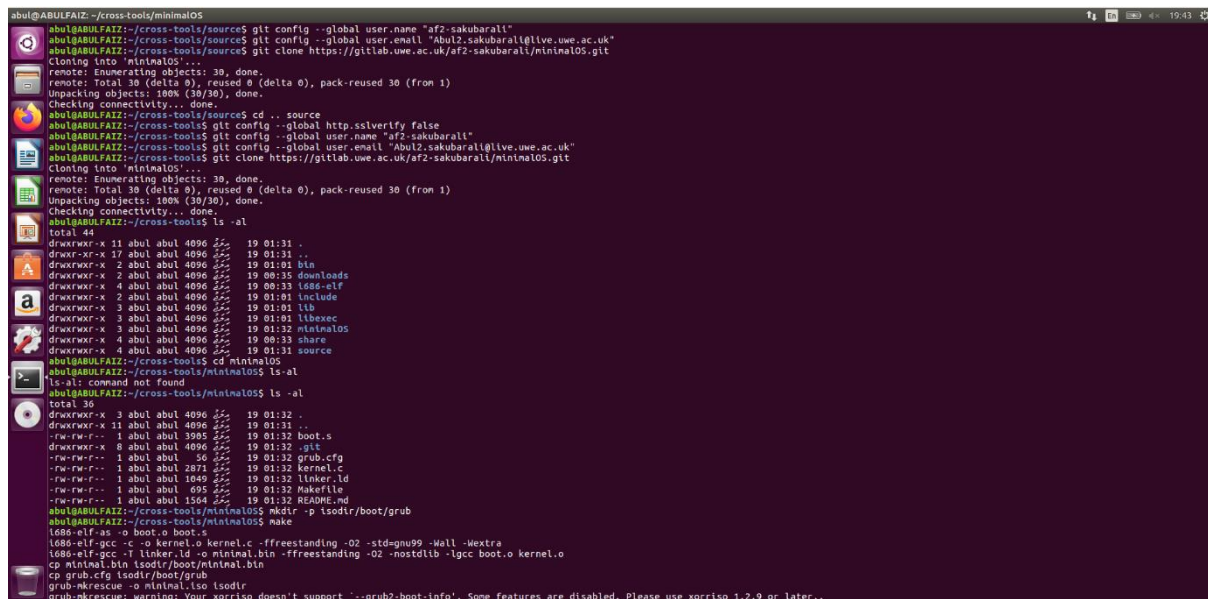 abul@ABULFAIZ: ~/cross-tools/minimalOS
En 19:43
abul@ABULFAIZ:~/cross-tools/source$ git config --global user.name "af2-sakubarali"
abul@ABULFAIZ:~/cross-tools/source$ git config --global user.email "Abul2.sakubarali@live.uwe.ac.uk"
abul@ABULFAIZ:~/cross-tools/source$ git clone https://gitlab.uwe.ac.uk/af2-sakubarali/minimalOS.git
Cloning into 'minimalOS'...
remote: Enumerating objects: 30, done.
remote: Total 30 (delta 0), reused 0 (delta 0), pack-reused 30 (from 1)
Unpacking objects: 100% (30/30), done.
Checking connectivity... done.
abul@ABULFAIZ:~/cross-tools/source$ cd .. source
abul@ABULFAIZ:~/cross-tools$ git config --global http.sslverify false
abul@ABULFAIZ:~/cross-tools$ git config --global user.name "af2-sakubarali"
abul@ABULFAIZ:~/cross-tools$ git config --global user.email "Abul2.sakubarali@live.uwe.ac.uk"
abul@ABULFAIZ:~/cross-tools$ git clone https://gitlab.uwe.ac.uk/af2-sakubarali/minimalOS.git
Cloning into 'minimalOS'...
remote: Enumerating objects: 30, done.
remote: Total 30 (delta 0), reused 0 (delta 0), pack-reused 30 (from 1)
Unpacking objects: 100% (30/30), done.
Checking connectivity... done.
abul@ABULFAIZ:~/cross-tools$ ls -al
total 44
drwxrwxr-x 11 abul abul 4096 19 01:31 .
drwxr-xr-x 17 abul abul 4096 19 01:31 ..
drwxrwxr-x 2 abul abul 4096 19 01:01 bin
drwxrwxr-x 2 abul abul 4096 19 00:35 downloads
drwxrwxr-x 4 abul abul 4096 19 00:33 i686-elf
drwxrwxr-x 2 abul abul 4096 19 01:01 include
drwxrwxr-x 3 abul abul 4096 19 01:01 lib
drwxrwxr-x 3 abul abul 4096 19 01:01 libexec
drwxrwxr-x 3 abul abul 4096 19 01:32 minimalOS
drwxrwxr-x 4 abul abul 4096 19 00:33 share
drwxrwxr-x 4 abul abul 4096 19 01:31 source
abul@ABULFAIZ:~/cross-tools$ cd minimalOS
abul@ABULFAIZ:~/cross-tools/minimalOS$ ls-al
ls-al: command not found
abul@ABULFAIZ:~/cross-tools/minimalOS$ ls -al
total 36
drwxrwxr-x 3 abul abul 4096 19 01:32 .
drwxrwxr-x 11 abul abul 4096 19 01:31 ..
-rw-rw-r-- 1 abul abul 3905 19 01:32 boot.s
drwxrwxr-x 8 abul abul 4096 19 01:32 .git
-rw-rw-r-- 1 abul abul 56 19 01:32 grub.cfg
-rw-rw-r-- 1 abul abul 2871 19 01:32 kernel.c
-rw-rw-r-- 1 abul abul 1049 19 01:32 linker.ld
-rw-rw-r-- 1 abul abul 695 19 01:32 Makefile
-rw-rw-r-- 1 abul abul 1564 19 01:32 README.md
abul@ABULFAIZ:~/cross-tools/minimalOS$ mkdir -p isodir/boot/grub
abul@ABULFAIZ:~/cross-tools/minimalOS$ make
i686-elf-as -o boot.o boot.s
i686-elf-gcc -c -o kernel.o kernel.c -ffreestanding -O2 -std=gnu99 -Wall -Wextra
i686-elf-gcc -T linker.ld -o minimal.bin -ffreestanding -O2 -nostdlib -lgcc boot.o kernel.o
cp minimal.bin isodir/boot/minimal.bin
cp grub.cfg isodir/boot/grub
grub-mkrescue -o minimal.iso isodir
grub-mkrescue: warning: Your xorriso doesn't support `--grub2-boot-info'. Some features are disabled. Please use xorriso 1.2.9 or later..